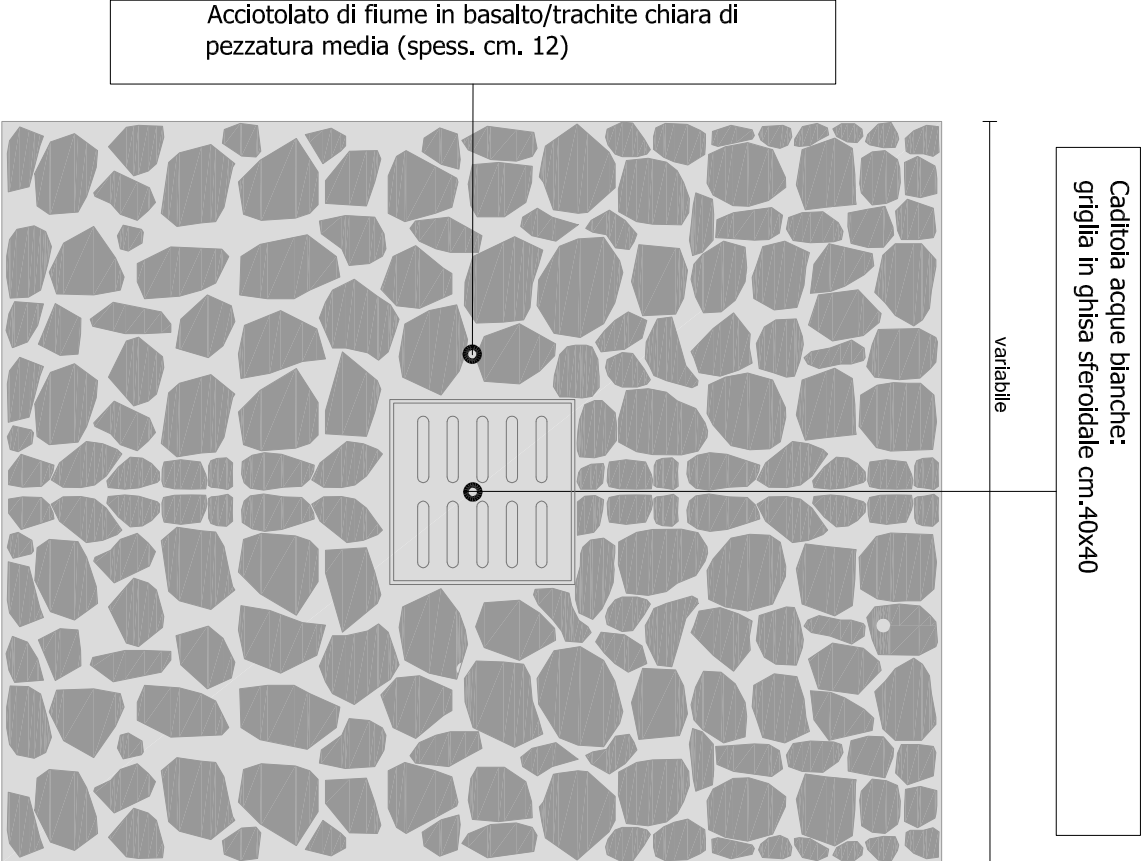 Acciotolato di fiume in basalto/trachite chiara di
pezzatura media (spess. cm. 12)
Caditoia acque bianche:
griglia in ghisa sferoidale cm.40x40
variabile